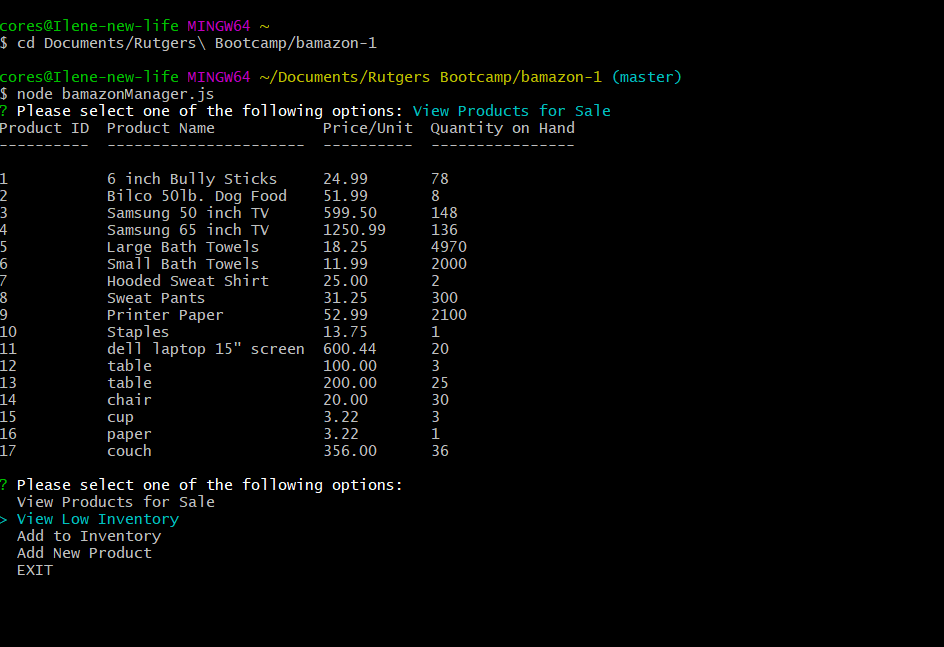 cores@Ilene-new-life MINGW64 ~
$ cd Documents/Rutgers\ Bootcamp/bamazon-1
cores@Ilene-new-life MINGW64 ~/Documents/Rutgers Bootcamp/bamazon-1 (master)
$ node bamazonManager.js
? Please select one of the following options: View Products for Sale
Product ID  Product Name            Price/Unit  Quantity on Hand
----------  ----------------------  ----------  ----------------
1           6 inch Bully Sticks     24.99       78
2           Bilco 50lb. Dog Food    51.99       8
3           Samsung 50 inch TV      599.50      148
4           Samsung 65 inch TV      1250.99     136
5           Large Bath Towels       18.25       4970
6           Small Bath Towels       11.99       2000
7           Hooded Sweat Shirt      25.00       2
8           Sweat Pants             31.25       300
9           Printer Paper           52.99       2100
10          Staples                 13.75       1
11          dell laptop 15" screen  600.44      20
12          table                   100.00      3
13          table                   200.00      25
14          chair                   20.00       30
15          cup                     3.22        3
16          paper                   3.22        1
17          couch                   356.00      36
? Please select one of the following options:
  View Products for Sale
> View Low Inventory
  Add to Inventory
  Add New Product
  EXIT